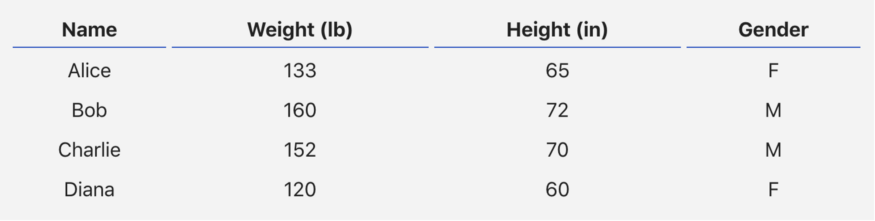 Name Weight (lb) Height (in) Gender
Alice 133 65 F
Bob 160 72 M
Charlie 152 70 M
Diana 120 60 F